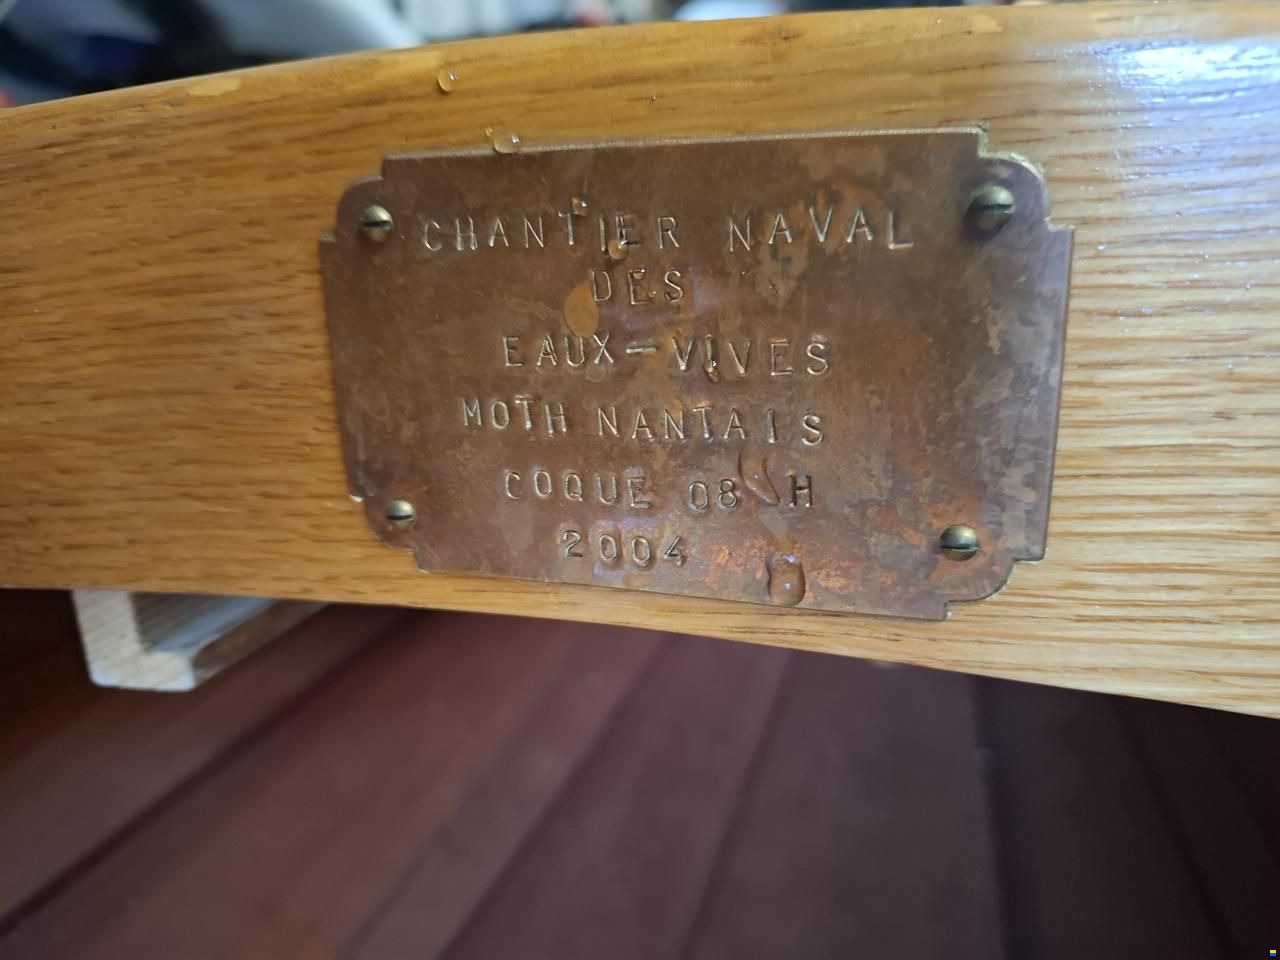 CHANTIER NAVAL
DES
EAUX-VIVES
MOTH NANTAIS
COQUE 08 H
2004